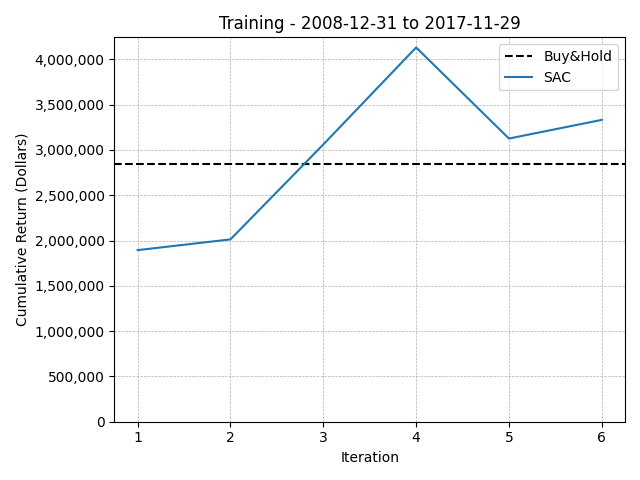 Training - 2008-12-31 to 2017-11-29
Buy&Hold
SAC
Cumulative Return (Dollars)
4,000,000
3,500,000
3,000,000
2,500,000
2,000,000
1,500,000
1,000,000
500,000
0
1 2 3 4 5 6
Iteration